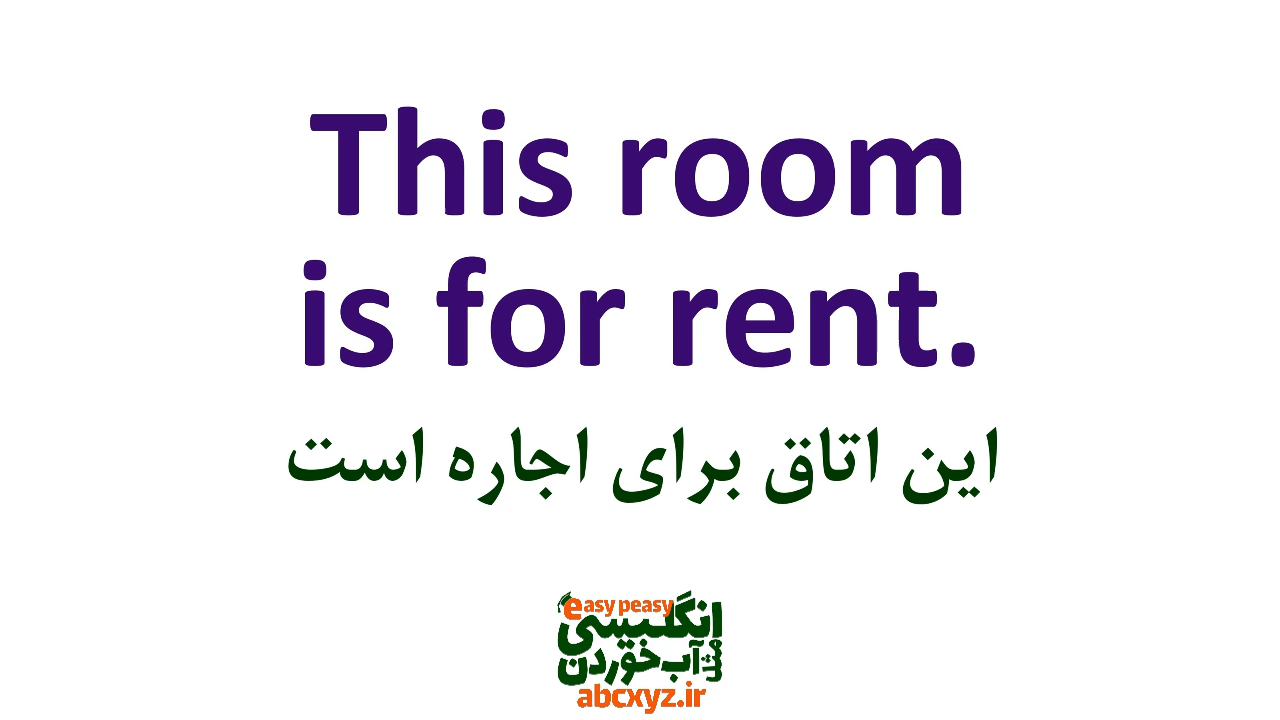 This room
is for rent.
این اتاق برای اجاره است
easy peasy
انگلیسی
مثل آب خوردن
abcxyz.ir